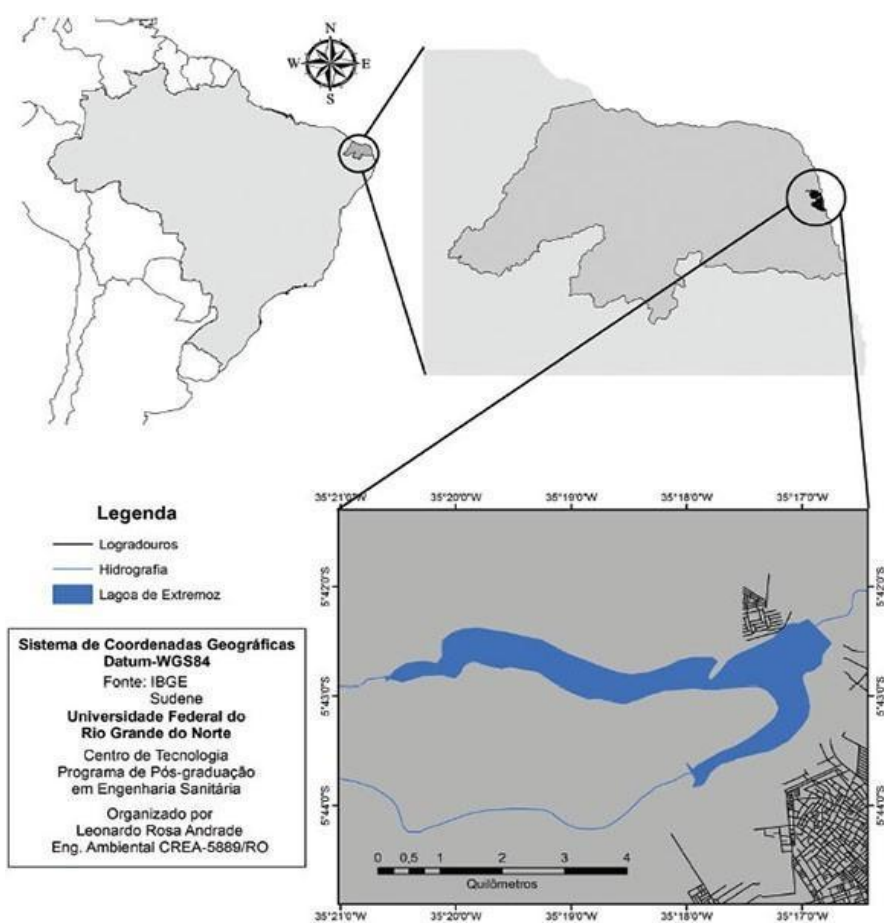 N
W E
S
35°21'0"W 35°20'0"W 35°19'0"W 35°18'0"W 35°17'0"W
Legenda
Logradouros
Hidrografia
Lagoa de Extremoz
Sistema de Coordenadas Geográficas
Datum-WGS84
Fonte: IBGE
Sudene
Universidade Federal do
Rio Grande do Norte
Centro de Tecnologia
Programa de Pós-graduação
em Engenharia Sanitária
Organizado por
Leonardo Rosa Andrade
Eng. Ambiental CREA-5889/RO
5°42'0"S 5°42'0"S
5°43'0"S 5°43'0"S
5°44'0"S 5°44'0"S
0 0,5 1 2 3 4
Quilômetros
35°21'0"W 35°20'0"W 35°19'0"W 35°18'0"W 35°17'0"W